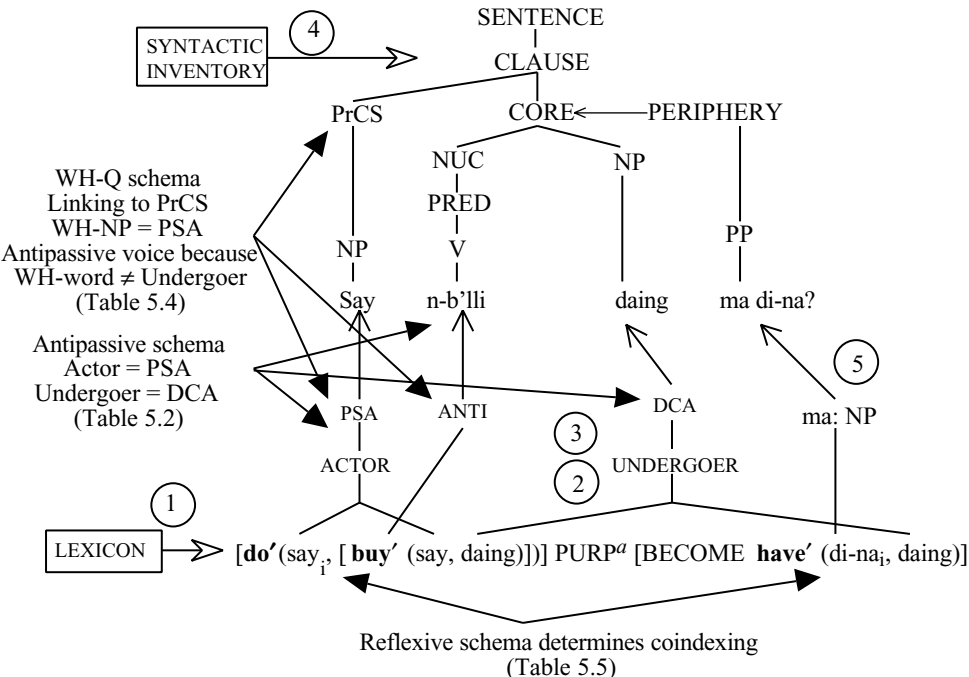 SENTENCE
4
SYNTACTIC
INVENTORY
CLAUSE
PrCS
CORE
PERIPHERY
NUC
NP
WH-Q schema
Linking to PrCS
WH-NP = PSA
Antipassive voice because
WH-word ≠ Undergoer
(Table 5.4)
PRED
PP
NP
V
Say
n-b’lli
daing
ma di-na?
Antipassive schema
Actor = PSA
Undergoer = DCA
(Table 5.2)
5
PSA
ANTI
DCA
ma: NP
3
ACTOR
UNDERGOER
2
1
LEXICON
[do′(sayᵢ, [buy′ (say, daing)])] PURPᵃ [BECOME have′ (di-naᵢ, daing)]
Reflexive schema determines coindexing
(Table 5.5)